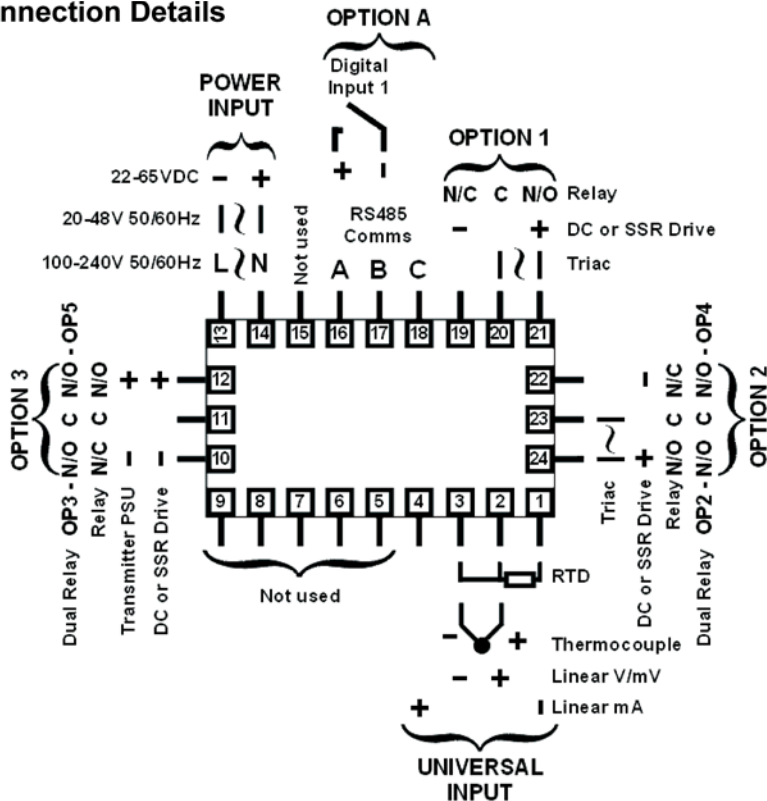 nnection Details
OPTION A
Digital
Input 1
POWER
INPUT
OPTION 1
+ –
22-65VDC – +
N/C C N/O Relay
20-48V 50/60Hz
RS485
Comms
– + DC or SSR Drive
100-240V 50/60Hz L N
Not used
A B C
Triac
13 14 15 16 17 18 19 20 21
12 22
11 23
10 24
9 8 7 6 5 4 3 2 1
OPTION 3
Dual Relay OP3 - N/O C N/O - OP5
Relay N/C C N/O
Transmitter PSU – +
DC or SSR Drive – +
Triac
DC or SSR Drive + –
Relay N/O C N/C
Dual Relay OP2 - N/O C N/O - OP4
OPTION 2
Not used
RTD
– + Thermocouple
– + Linear V/mV
+ – Linear mA
UNIVERSAL
INPUT